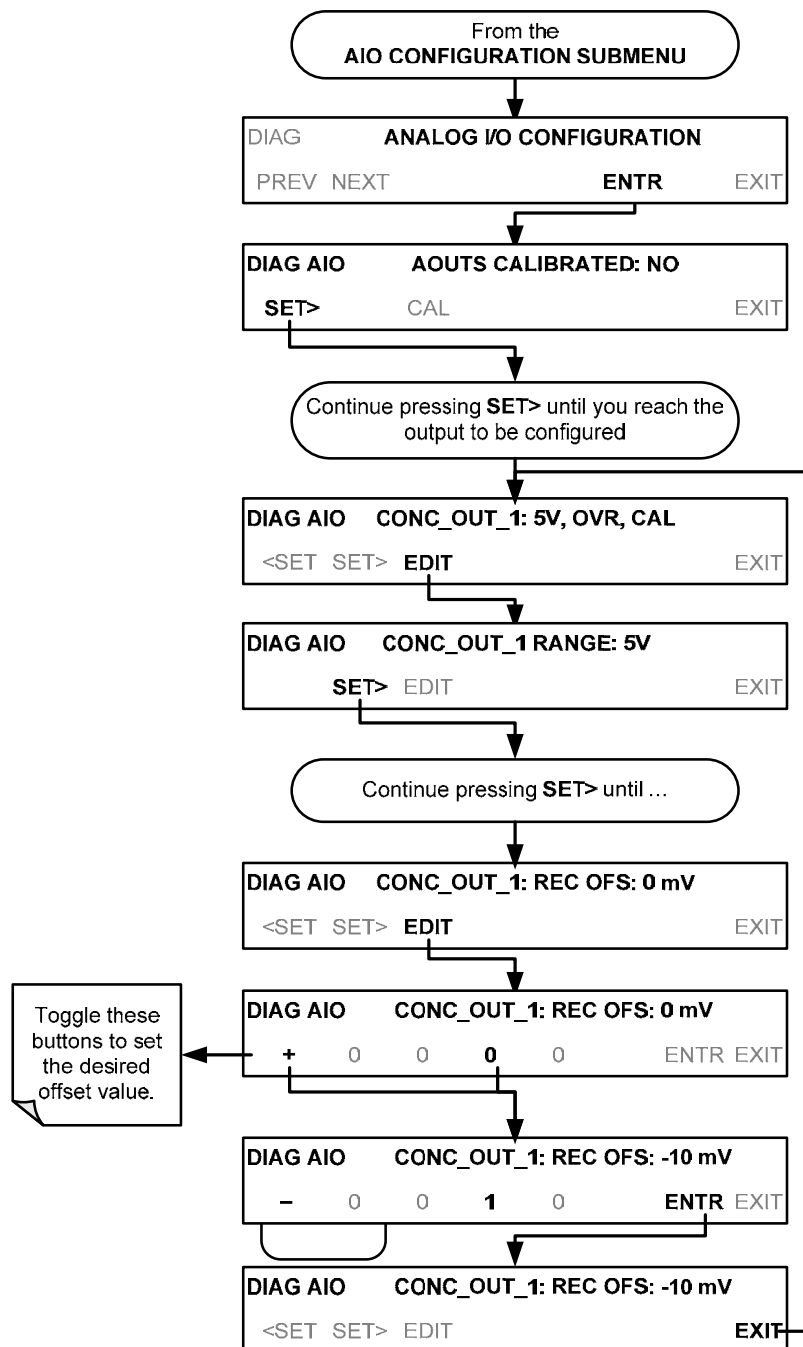 From the
AIO CONFIGURATION SUBMENU
DIAG ANALOG I/O CONFIGURATION
PREV NEXT ENTR EXIT
DIAG AIO AOUTS CALIBRATED: NO
SET> CAL EXIT
Continue pressing SET> until you reach the
output to be configured
DIAG AIO CONC_OUT_1: 5V, OVR, CAL
<SET SET> EDIT EXIT
DIAG AIO CONC_OUT_1 RANGE: 5V
SET> EDIT EXIT
Continue pressing SET> until ...
DIAG AIO CONC_OUT_1: REC OFS: 0 mV
<SET SET> EDIT EXIT
Toggle these
buttons to set
the desired
offset value.
DIAG AIO CONC_OUT_1: REC OFS: 0 mV
+ 0 0 0 0 ENTR EXIT
DIAG AIO CONC_OUT_1: REC OFS: -10 mV
– 0 0 1 0 ENTR EXIT
DIAG AIO CONC_OUT_1: REC OFS: -10 mV
<SET SET> EDIT EXIT